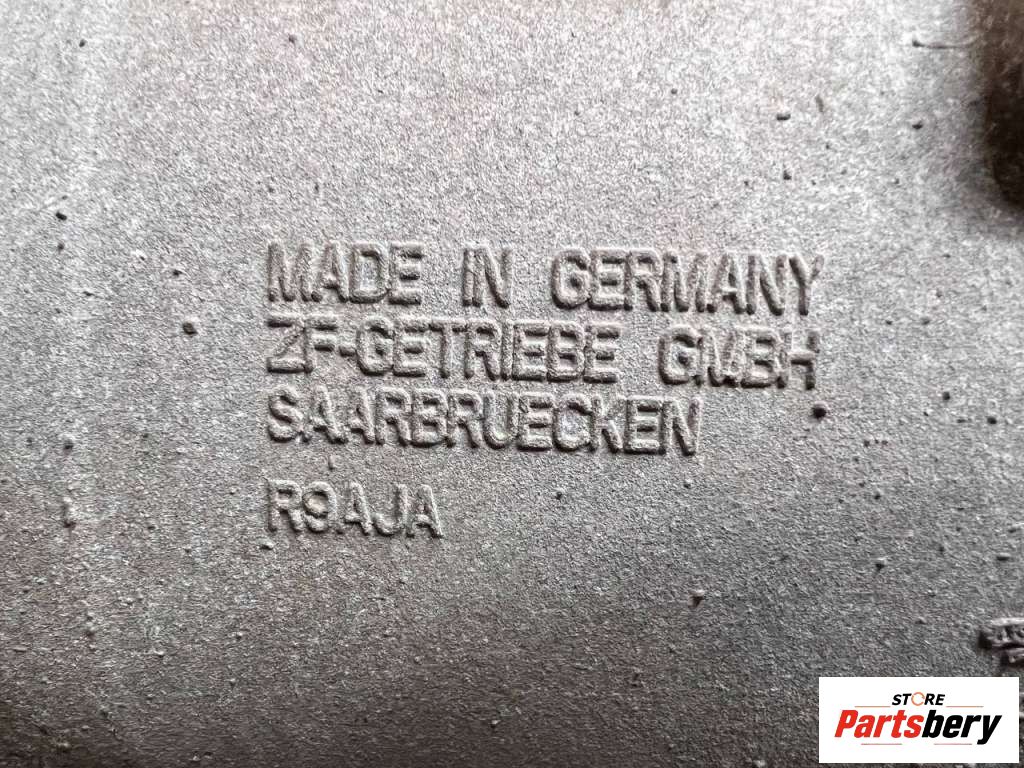 MADE IN GERMANY
ZF-GETRIEBE GMBH
SAARBRUECKEN
R9AJA
STORE
Partsbery